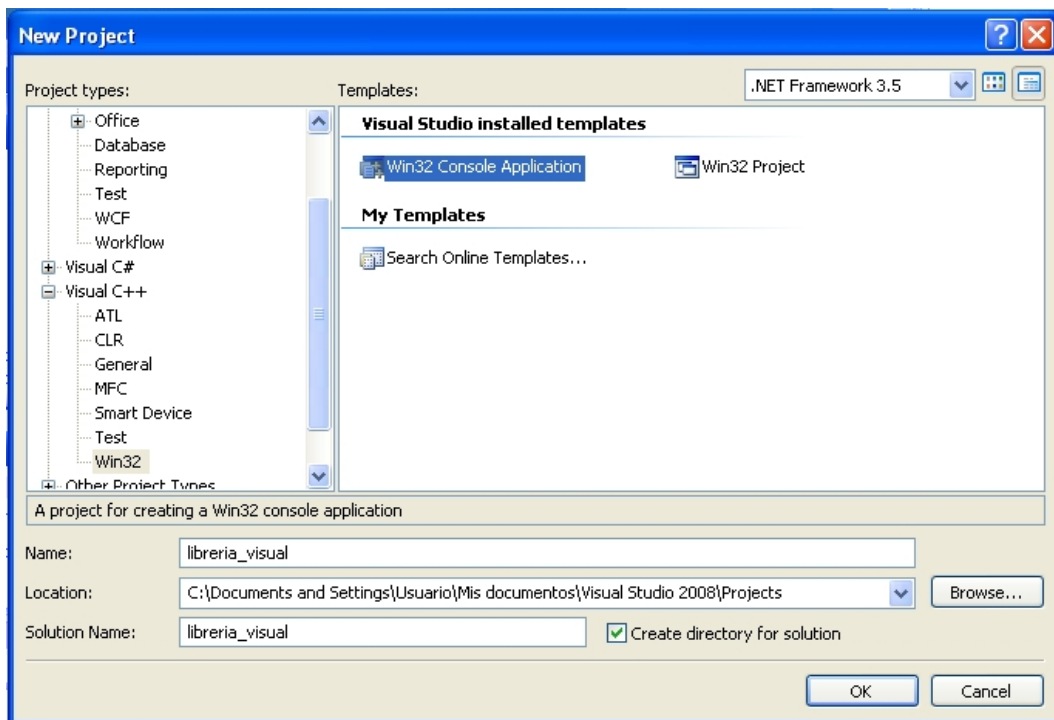 New Project
Project types:
Templates:
.NET Framework 3.5
Office
Database
Reporting
Test
WCF
Workflow
Visual C#
Visual C++
ATL
CLR
General
MFC
Smart Device
Test
Win32
Other Project Types
Visual Studio installed templates
Win32 Console Application
Win32 Project
My Templates
Search Online Templates...
A project for creating a Win32 console application
Name:
libreria_visual
Location:
C:\Documents and Settings\Usuario\Mis documentos\Visual Studio 2008\Projects
Browse...
Solution Name:
libreria_visual
Create directory for solution
OK
Cancel